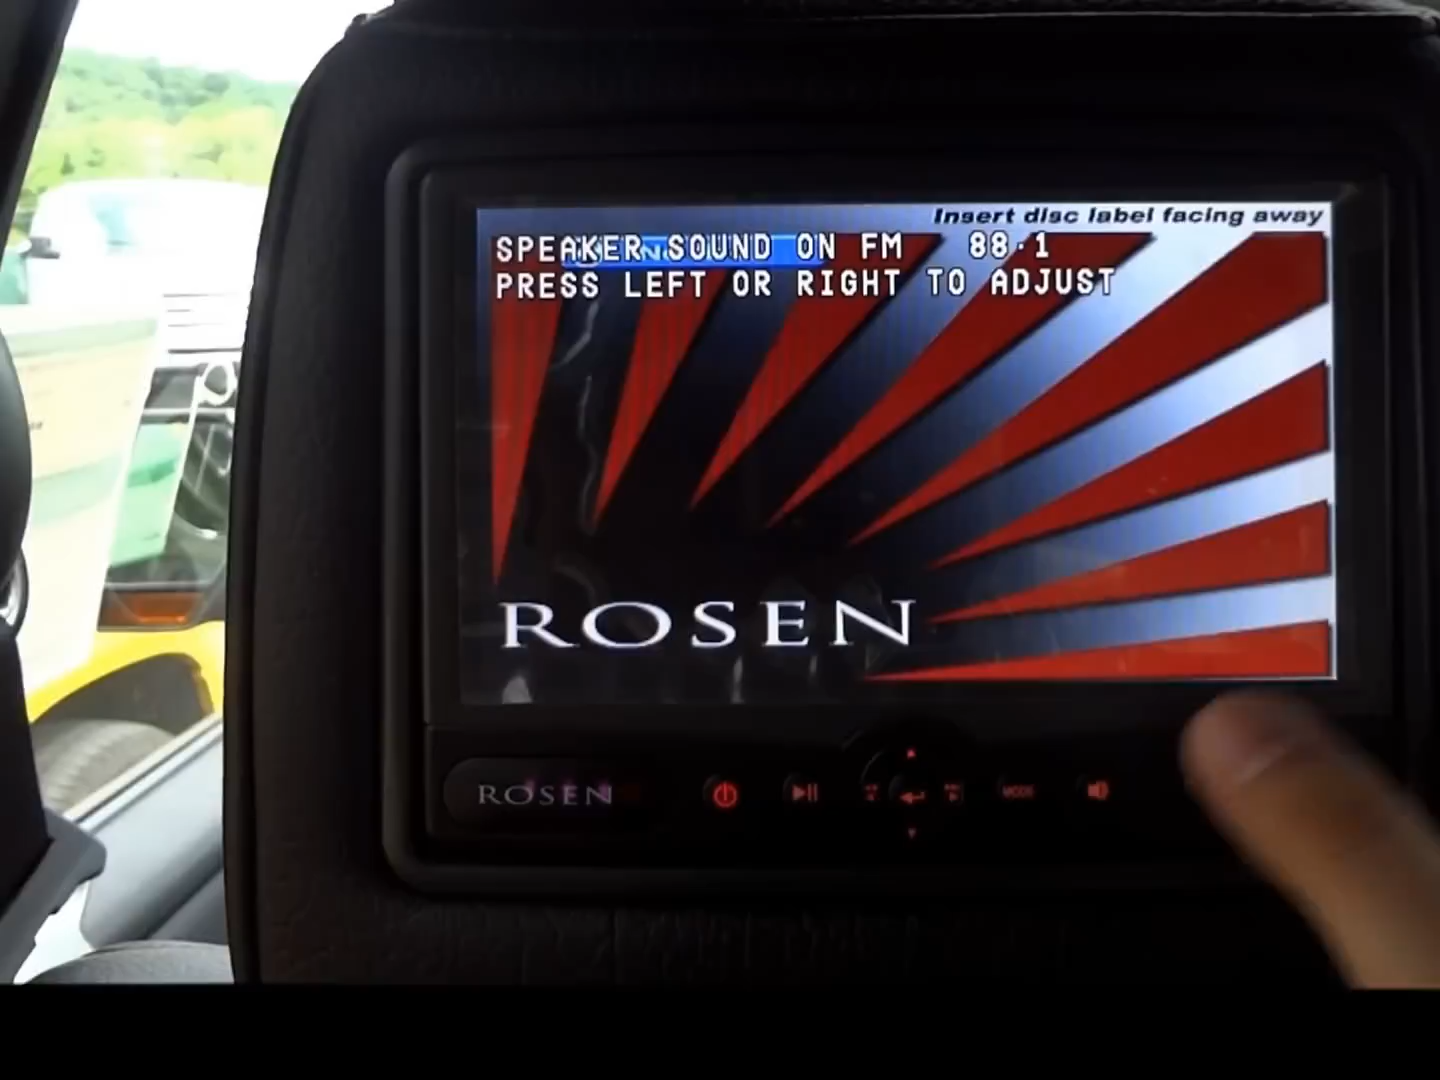 Insert disc label facing away
SPEAKER SOUND ON FM 88.1
PRESS LEFT OR RIGHT TO ADJUST
ROSEN
ROSEN
MODE